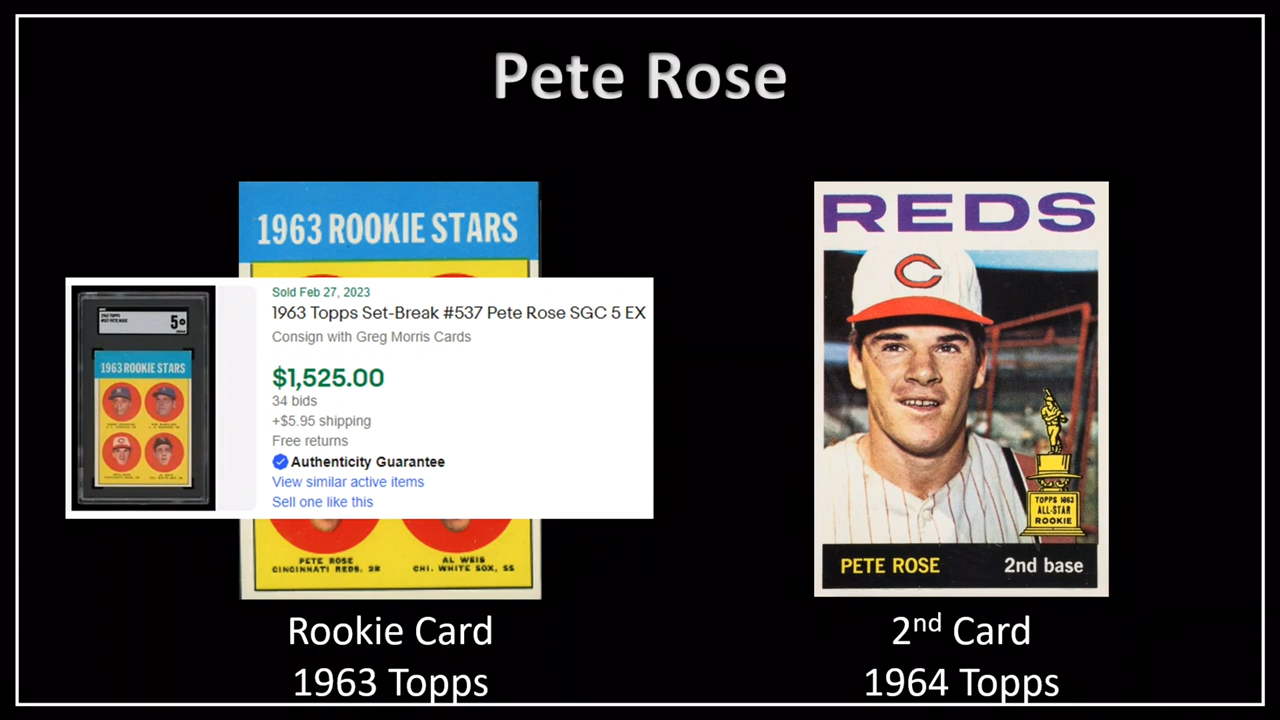 Pete Rose
1963 ROOKIE STARS
Sold Feb 27, 2023
1963 Topps Set-Break #537 Pete Rose SGC 5 EX
Consign with Greg Morris Cards
$1,525.00
34 bids
+$5.95 shipping
Free returns
Authenticity Guarantee
View similar active items
Sell one like this
5
1963 ROOKIE STARS
PETE ROSE
CINCINNATI REDS, 2B
AL WEIS
CHI. WHITE SOX, SS
Rookie Card
1963 Topps
REDS
C
TOPPS 1963
ALL-STAR
ROOKIE
PETE ROSE
2nd base
2nd Card
1964 Topps